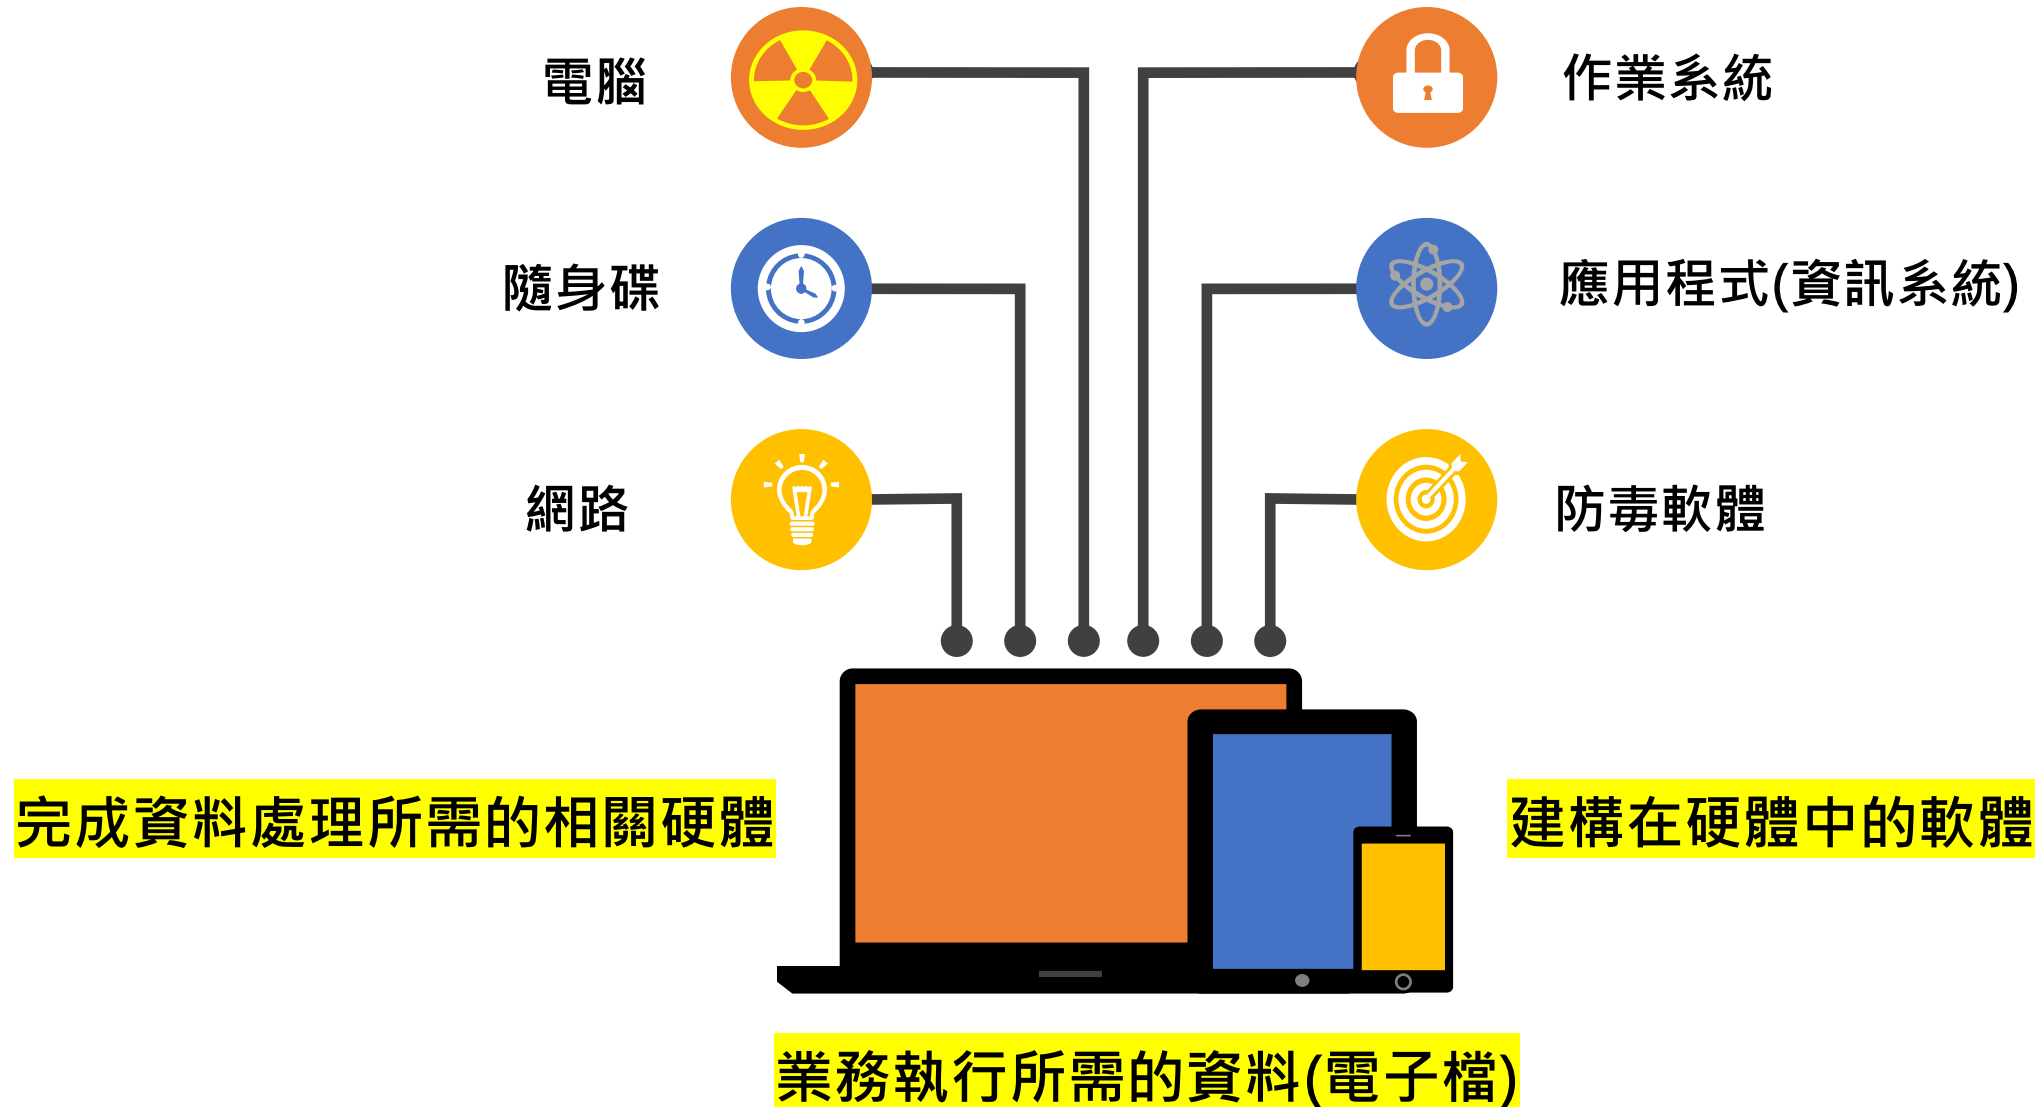 電腦
作業系統
隨身碟
應用程式(資訊系統)
網路
防毒軟體
完成資料處理所需的相關硬體
建構在硬體中的軟體
業務執行所需的資料(電子檔)